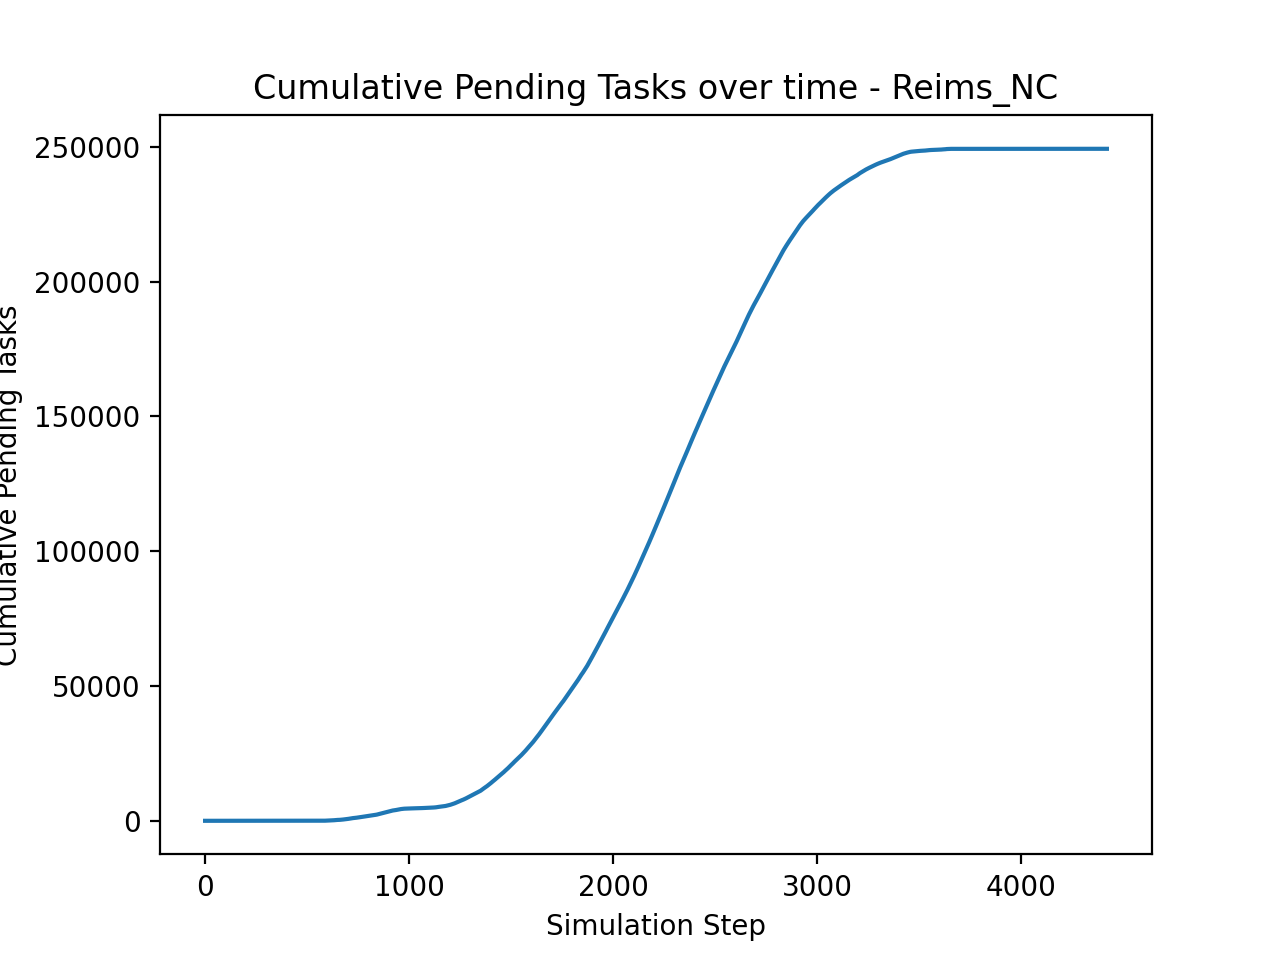 Cumulative Pending Tasks over time - Reims_NC
250000
200000
150000
100000
50000
0
Cumulative Pending Tasks
0 1000 2000 3000 4000
Simulation Step